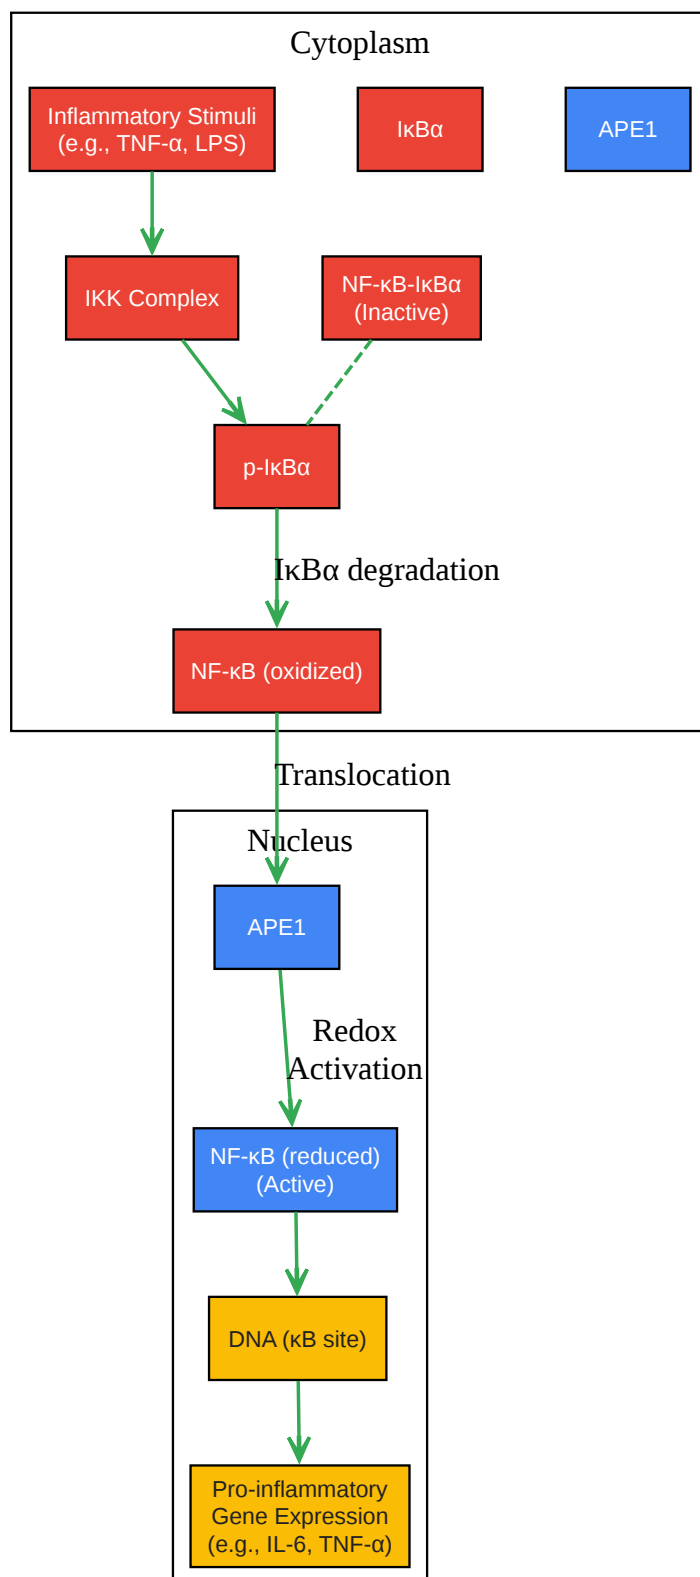 Cytoplasm
Inflammatory Stimuli
(e.g., TNF-α, LPS)
IκBα
APE1
IKK Complex
NF-κB-IκBα
(Inactive)
p-IκBα
IκBα degradation
NF-κB (oxidized)
Translocation
Nucleus
APE1
Redox
Activation
NF-κB (reduced)
(Active)
DNA (κB site)
Pro-inflammatory
Gene Expression
(e.g., IL-6, TNF-α)